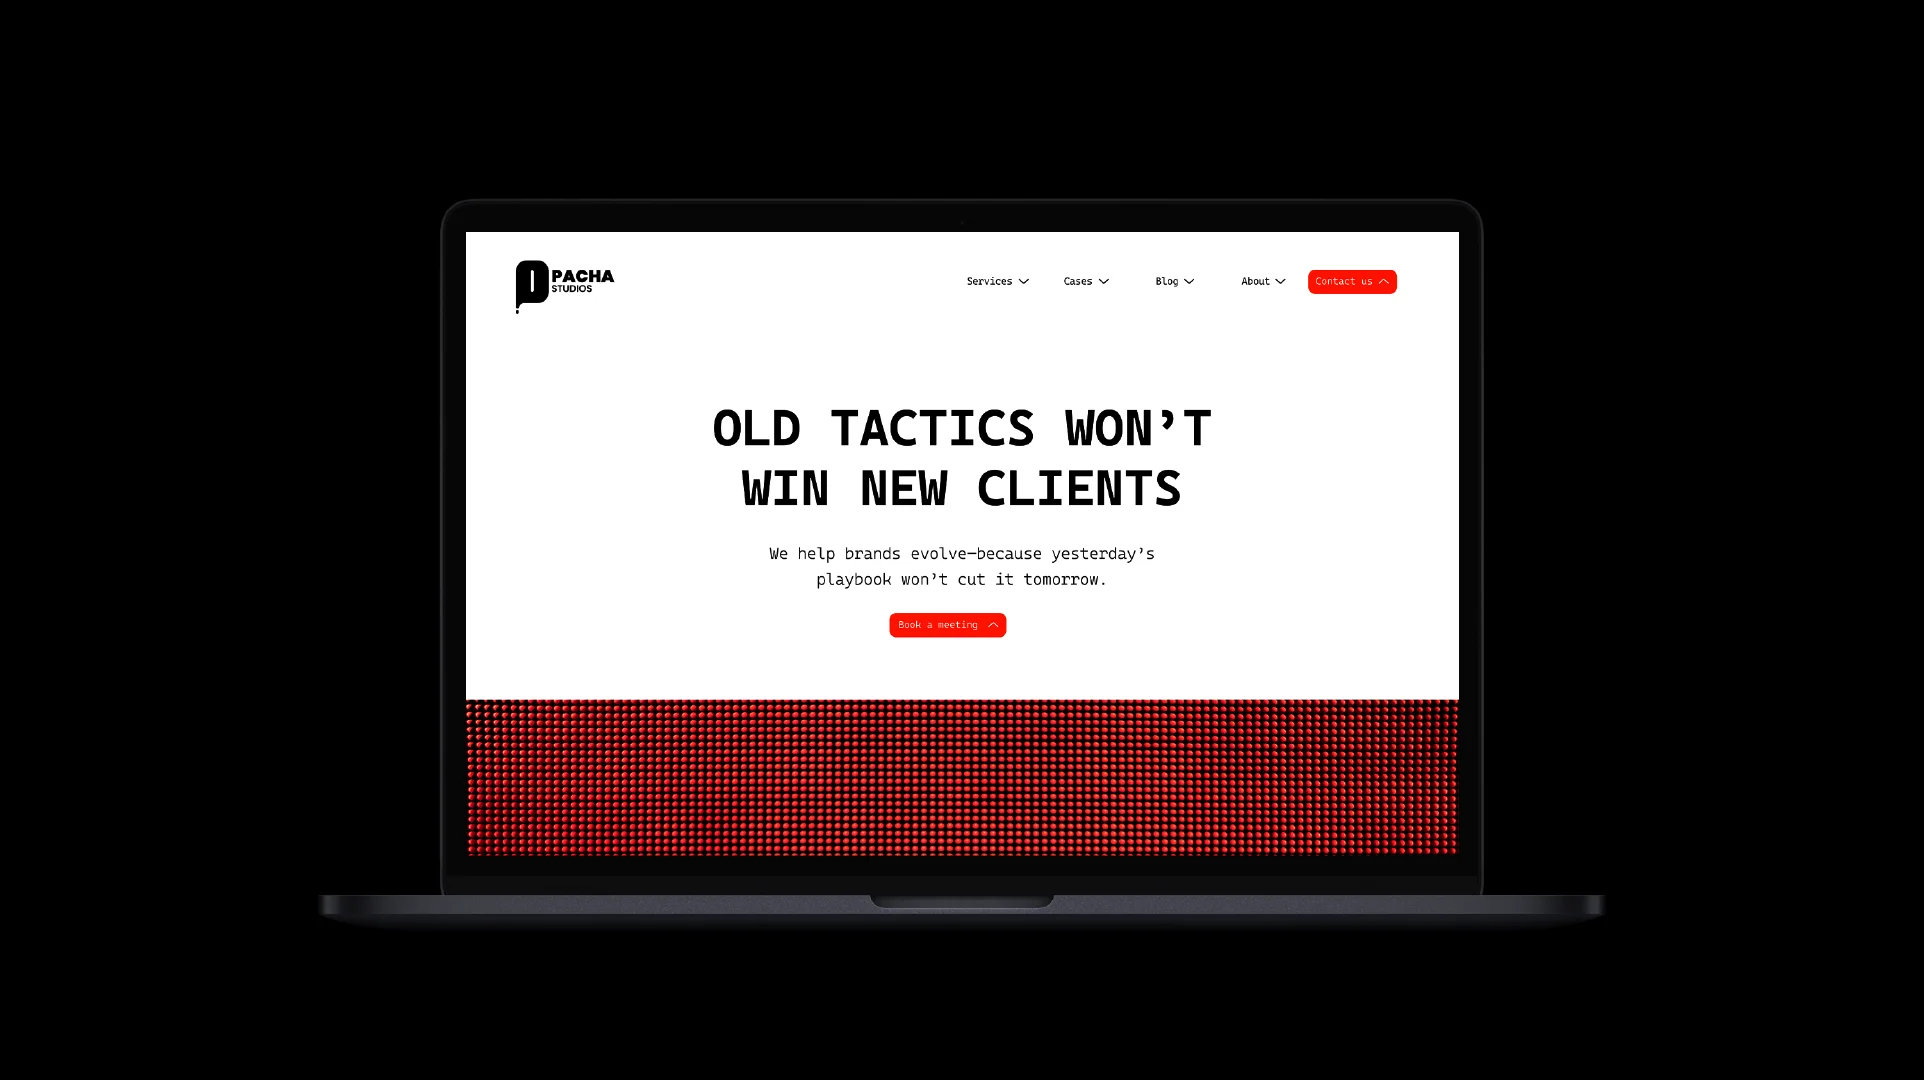 PACHA
STUDIOS
Services
Cases
Blog
About
Contact us
OLD TACTICS WON’T
WIN NEW CLIENTS
We help brands evolve—because yesterday’s
playbook won’t cut it tomorrow.
Book a meeting